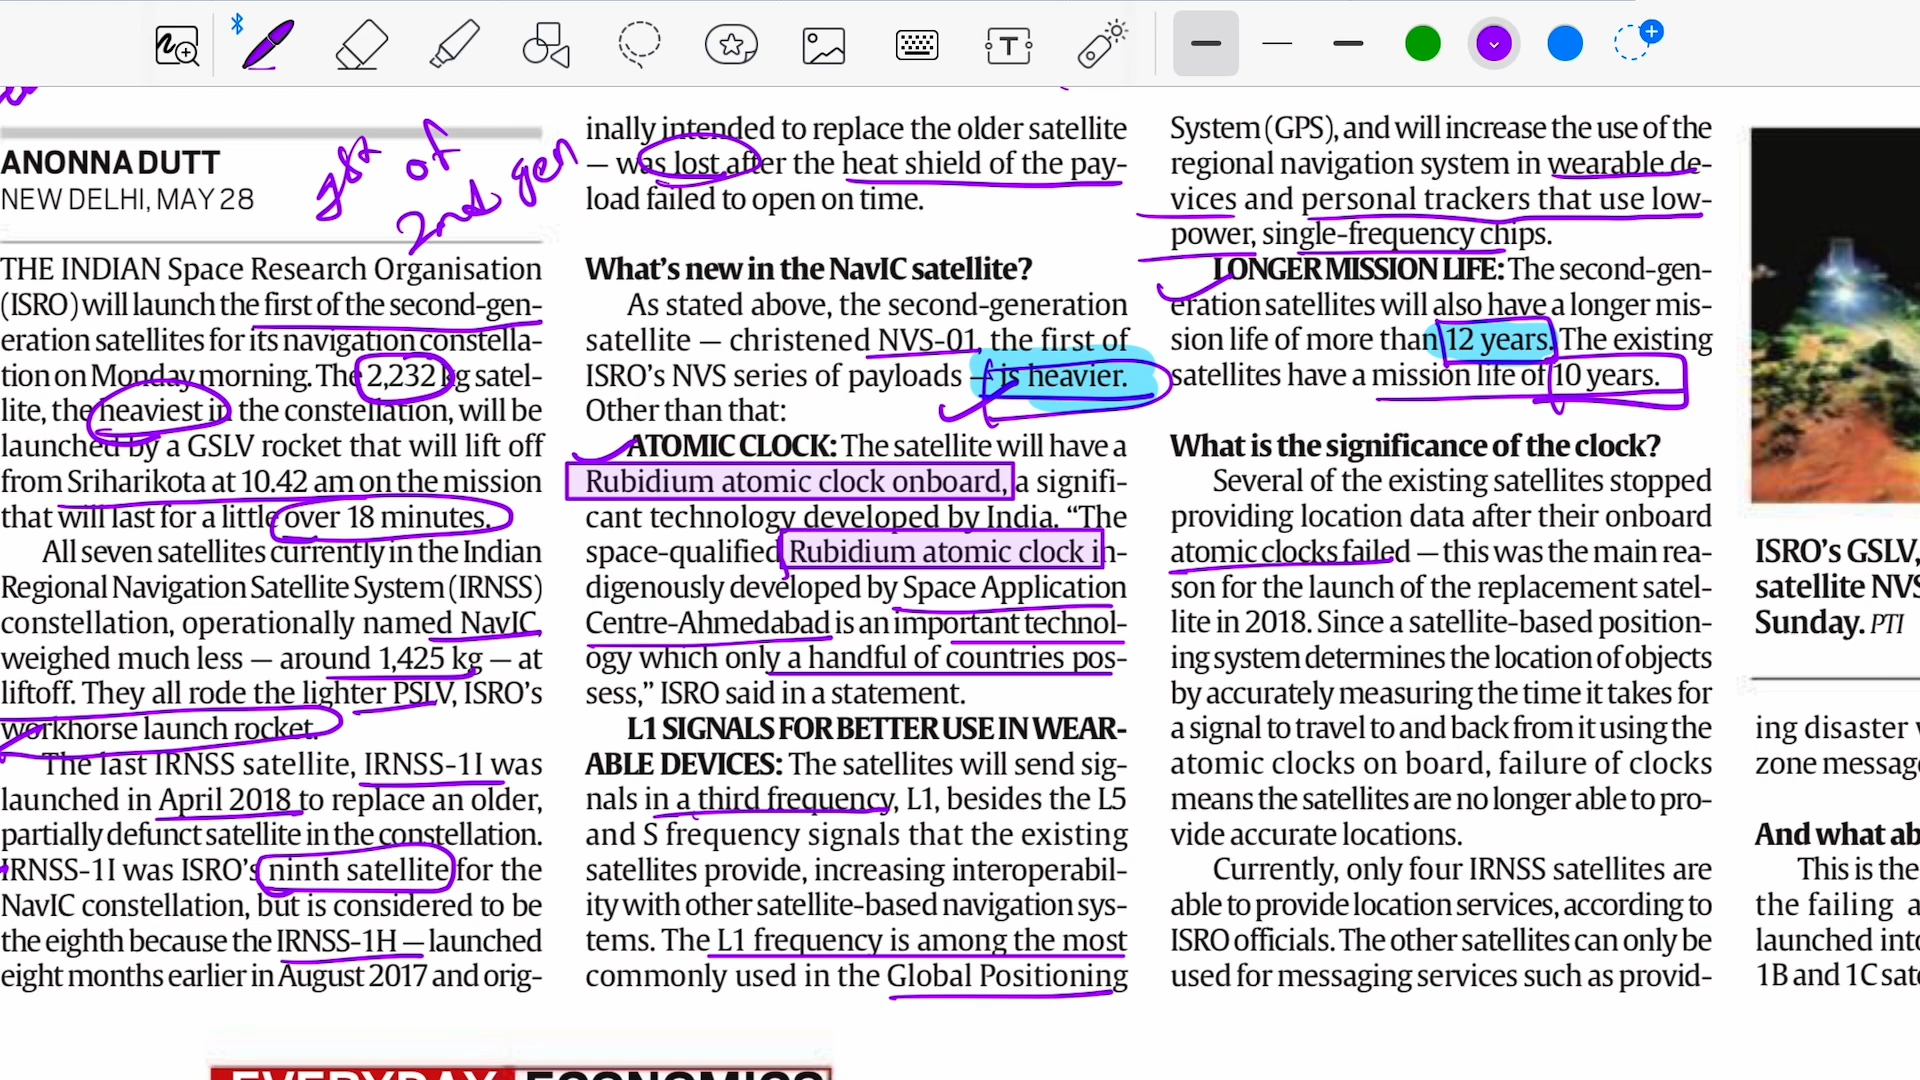 ANONNA DUTT
NEW DELHI, MAY 28
1st of
2nd gen
THE INDIAN Space Research Organisation
(ISRO) will launch the first of the second-gen-
eration satellites for its navigation constella-
tion on Monday morning. The 2,232 kg satel-
lite, the heaviest in the constellation, will be
launched by a GSLV rocket that will lift off
from Sriharikota at 10.42 am on the mission
that will last for a little over 18 minutes.
All seven satellites currently in the Indian
Regional Navigation Satellite System (IRNSS)
constellation, operationally named NavIC,
weighed much less — around 1,425 kg — at
liftoff. They all rode the lighter PSLV, ISRO’s
workhorse launch rocket.
The last IRNSS satellite, IRNSS-1I was
launched in April 2018 to replace an older,
partially defunct satellite in the constellation.
IRNSS-1I was ISRO’s ninth satellite for the
NavIC constellation, but is considered to be
the eighth because the IRNSS-1H — launched
eight months earlier in August 2017 and orig-
inally intended to replace the older satellite
— was lost after the heat shield of the pay-
load failed to open on time.
What’s new in the NavIC satellite?
As stated above, the second-generation
satellite — christened NVS-01, the first of
ISRO’s NVS series of payloads — is heavier.
Other than that:
ATOMIC CLOCK: The satellite will have a
Rubidium atomic clock onboard, a signifi-
cant technology developed by India. “The
space-qualified Rubidium atomic clock in-
digenously developed by Space Application
Centre-Ahmedabad is an important technol-
ogy which only a handful of countries pos-
sess,” ISRO said in a statement.
L1 SIGNALS FOR BETTER USE IN WEAR-
ABLE DEVICES: The satellites will send sig-
nals in a third frequency, L1, besides the L5
and S frequency signals that the existing
satellites provide, increasing interoperabil-
ity with other satellite-based navigation sys-
tems. The L1 frequency is among the most
commonly used in the Global Positioning
System (GPS), and will increase the use of the
regional navigation system in wearable de-
vices and personal trackers that use low-
power, single-frequency chips.
LONGER MISSION LIFE: The second-gen-
eration satellites will also have a longer mis-
sion life of more than 12 years. The existing
satellites have a mission life of 10 years.
What is the significance of the clock?
Several of the existing satellites stopped
providing location data after their onboard
atomic clocks failed — this was the main rea-
son for the launch of the replacement satel-
lite in 2018. Since a satellite-based position-
ing system determines the location of objects
by accurately measuring the time it takes for
a signal to travel to and back from it using the
atomic clocks on board, failure of clocks
means the satellites are no longer able to pro-
vide accurate locations.
Currently, only four IRNSS satellites are
able to provide location services, according to
ISRO officials. The other satellites can only be
used for messaging services such as provid-
ISRO’s GSLV,
satellite NVS
Sunday. PTI
ing disaster
zone message
And what ab
This is the
the failing a
launched into
1B and 1C sate
EVERYDAY ECONOMICS